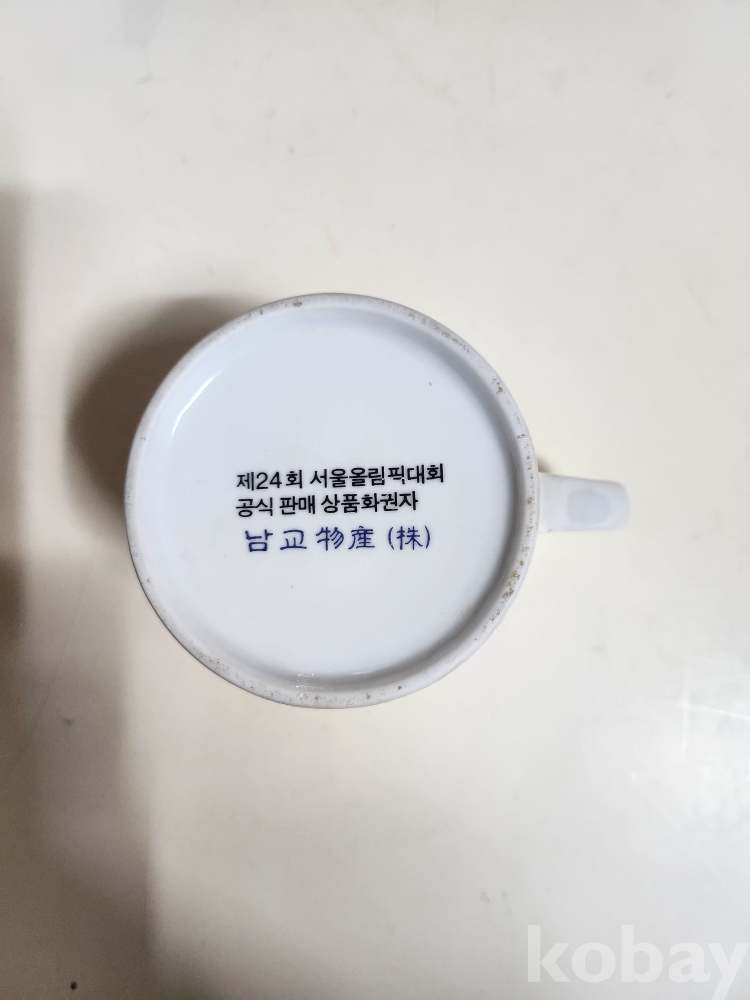 제24회 서울올림픽대회
공식 판매 상품화권자
남교物産(株)
kobay